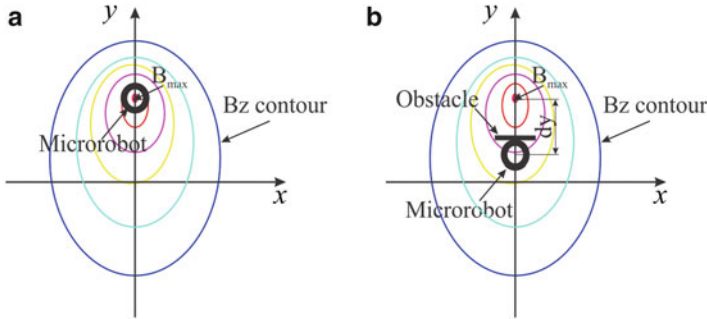 a
y
B max
Bz contour
Microrobot
x
b
y
B max
Obstacle
dy
Bz contour
Microrobot
x